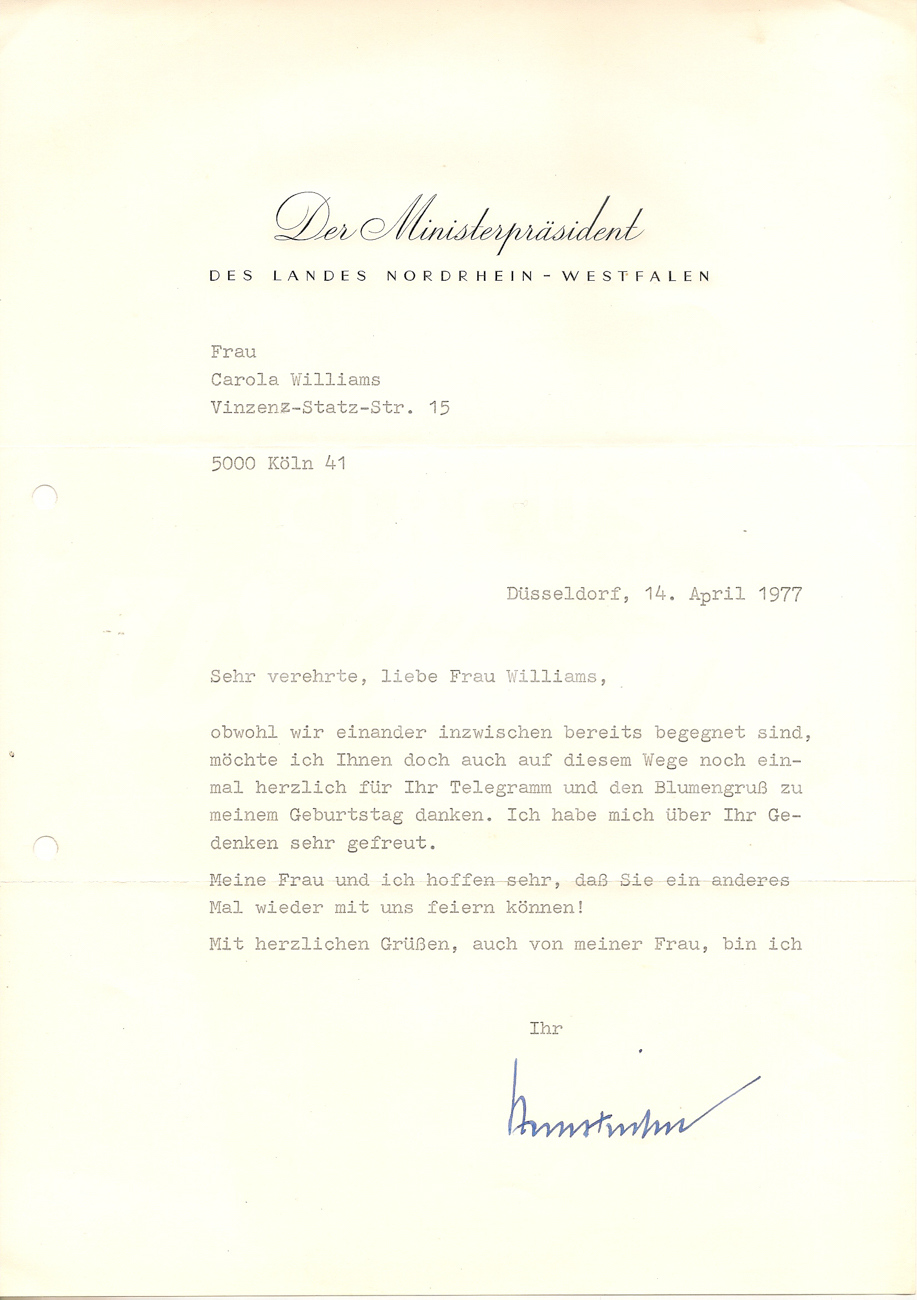 Der Ministerpräsident
DES LANDES NORDRHEIN-WESTFALEN
Frau
Carola Williams
Vinzenz-Statz-Str. 15
5000 Köln 41
Düsseldorf, 14. April 1977
Sehr verehrte, liebe Frau Williams,
obwohl wir einander inzwischen bereits begegnet sind,
möchte ich Ihnen doch auch auf diesem Wege noch ein-
mal herzlich für Ihr Telegramm und den Blumengruß zu
meinem Geburtstag danken. Ich habe mich über Ihr Ge-
denken sehr gefreut.
Meine Frau und ich hoffen sehr, daß Sie ein anderes
Mal wieder mit uns feiern können!
Mit herzlichen Grüßen, auch von meiner Frau, bin ich
Ihr